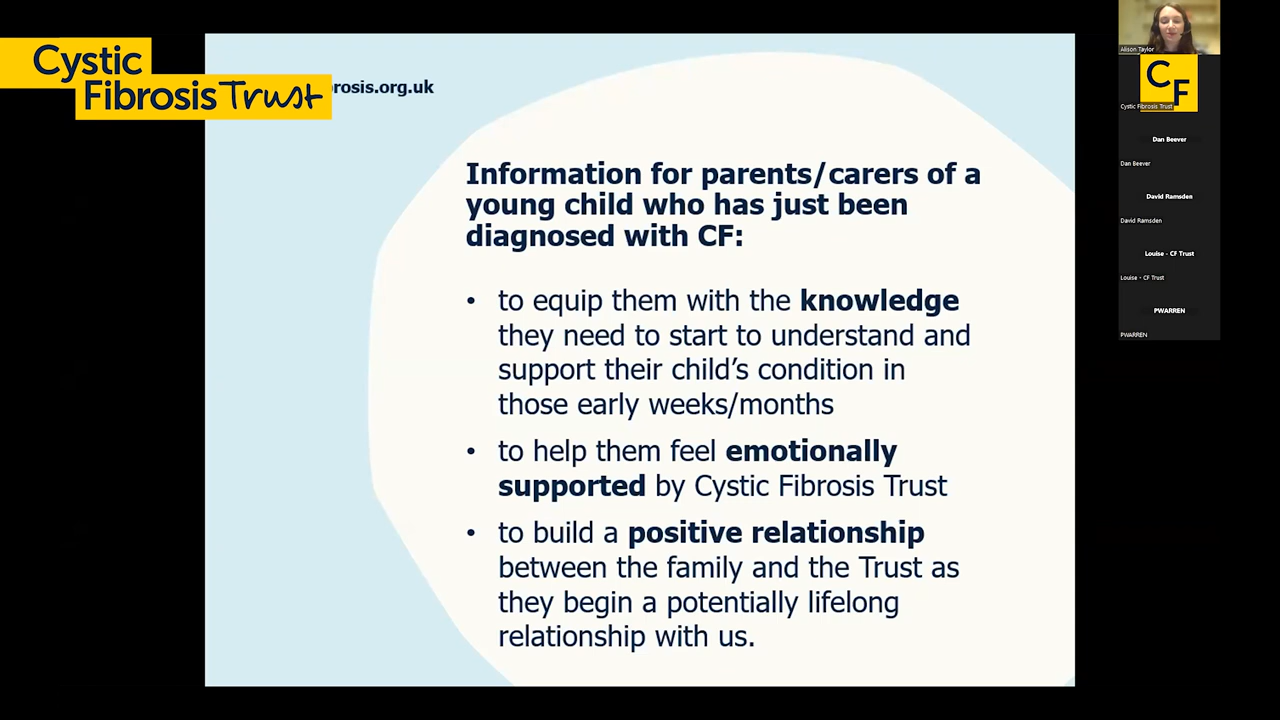 Cystic
Fibrosis Trust
rosis.org.uk
Information for parents/carers of a
young child who has just been
diagnosed with CF:
• to equip them with the knowledge
they need to start to understand and
support their child's condition in
those early weeks/months
• to help them feel emotionally
supported by Cystic Fibrosis Trust
• to build a positive relationship
between the family and the Trust as
they begin a potentially lifelong
relationship with us.
Alison Taylor
C
F
Cystic Fibrosis Trust
Dan Beever
Dan Beever
David Ramsden
David Ramsden
Louise - CF Trust
Louise - CF Trust
PWARREN
PWARREN